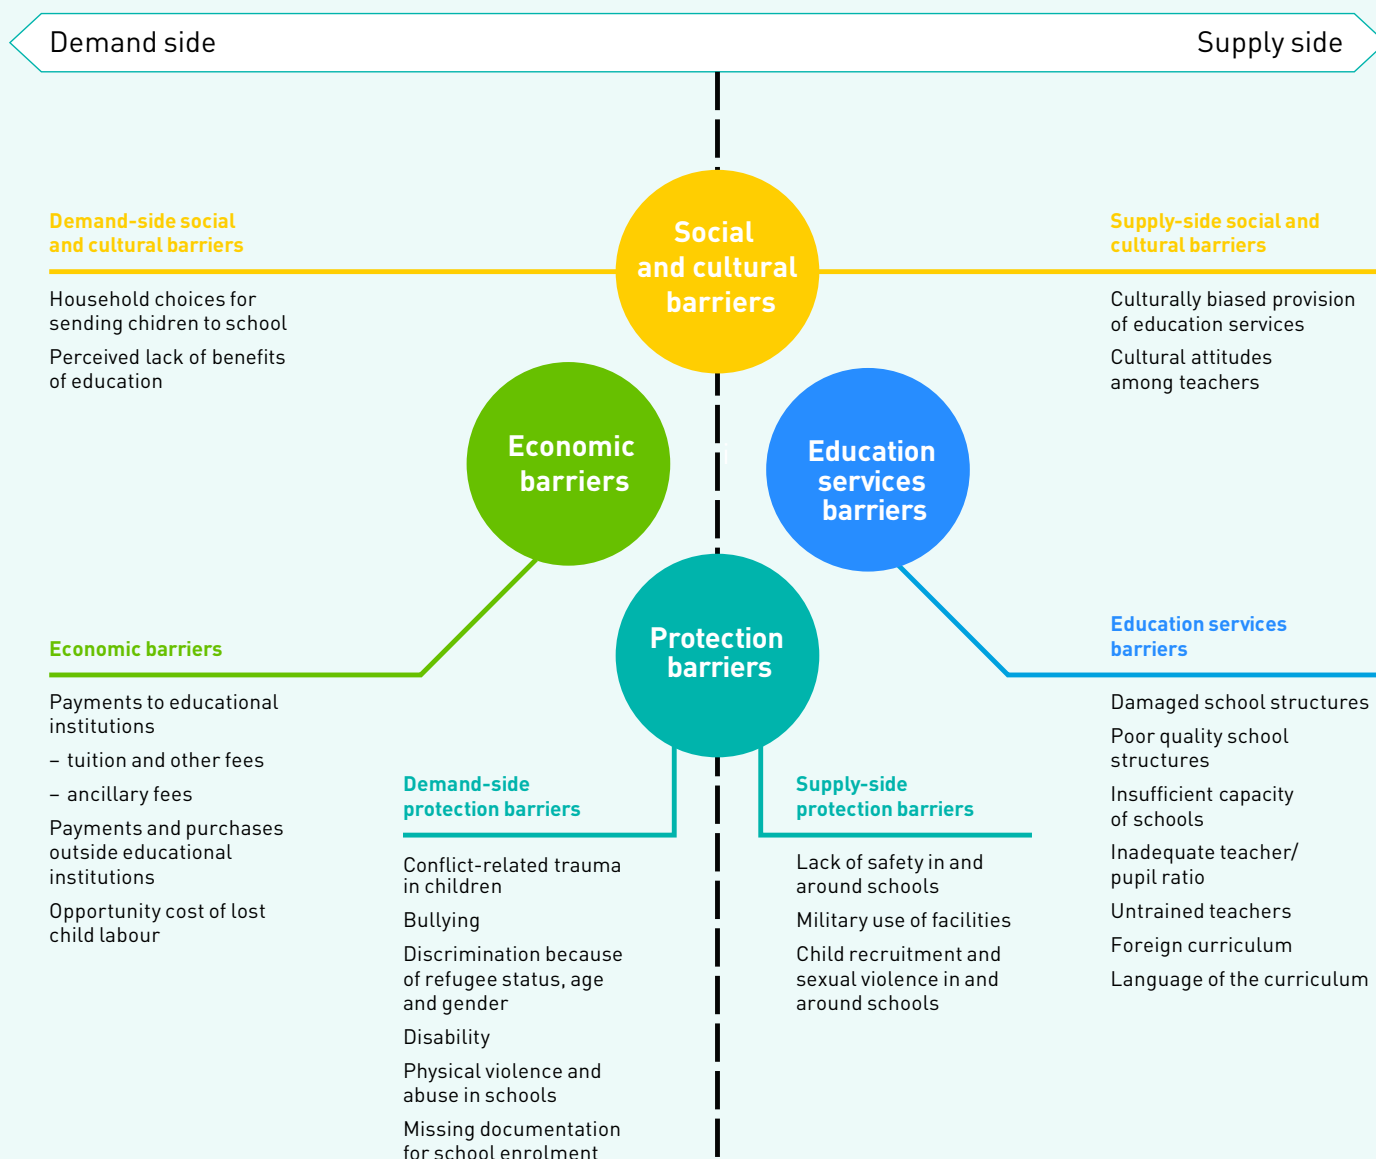 Demand side
Supply side
Social
and cultural
barriers
Demand-side social
and cultural barriers
Household choices for
sending chidren to school
Perceived lack of benefits
of education
Supply-side social and
cultural barriers
Culturally biased provision
of education services
Cultural attitudes
among teachers
Economic
barriers
Education
services
barriers
Protection
barriers
Economic barriers
Payments to educational
institutions
– tuition and other fees
– ancillary fees
Payments and purchases
outside educational
institutions
Opportunity cost of lost
child labour
Demand-side
protection barriers
Conflict-related trauma
in children
Bullying
Discrimination because
of refugee status, age
and gender
Disability
Physical violence and
abuse in schools
Missing documentation
for school enrolment
Supply-side
protection barriers
Lack of safety in and
around schools
Military use of facilities
Child recruitment and
sexual violence in and
around schools
Education services
barriers
Damaged school structures
Poor quality school
structures
Insufficient capacity
of schools
Inadequate teacher/
pupil ratio
Untrained teachers
Foreign curriculum
Language of the curriculum